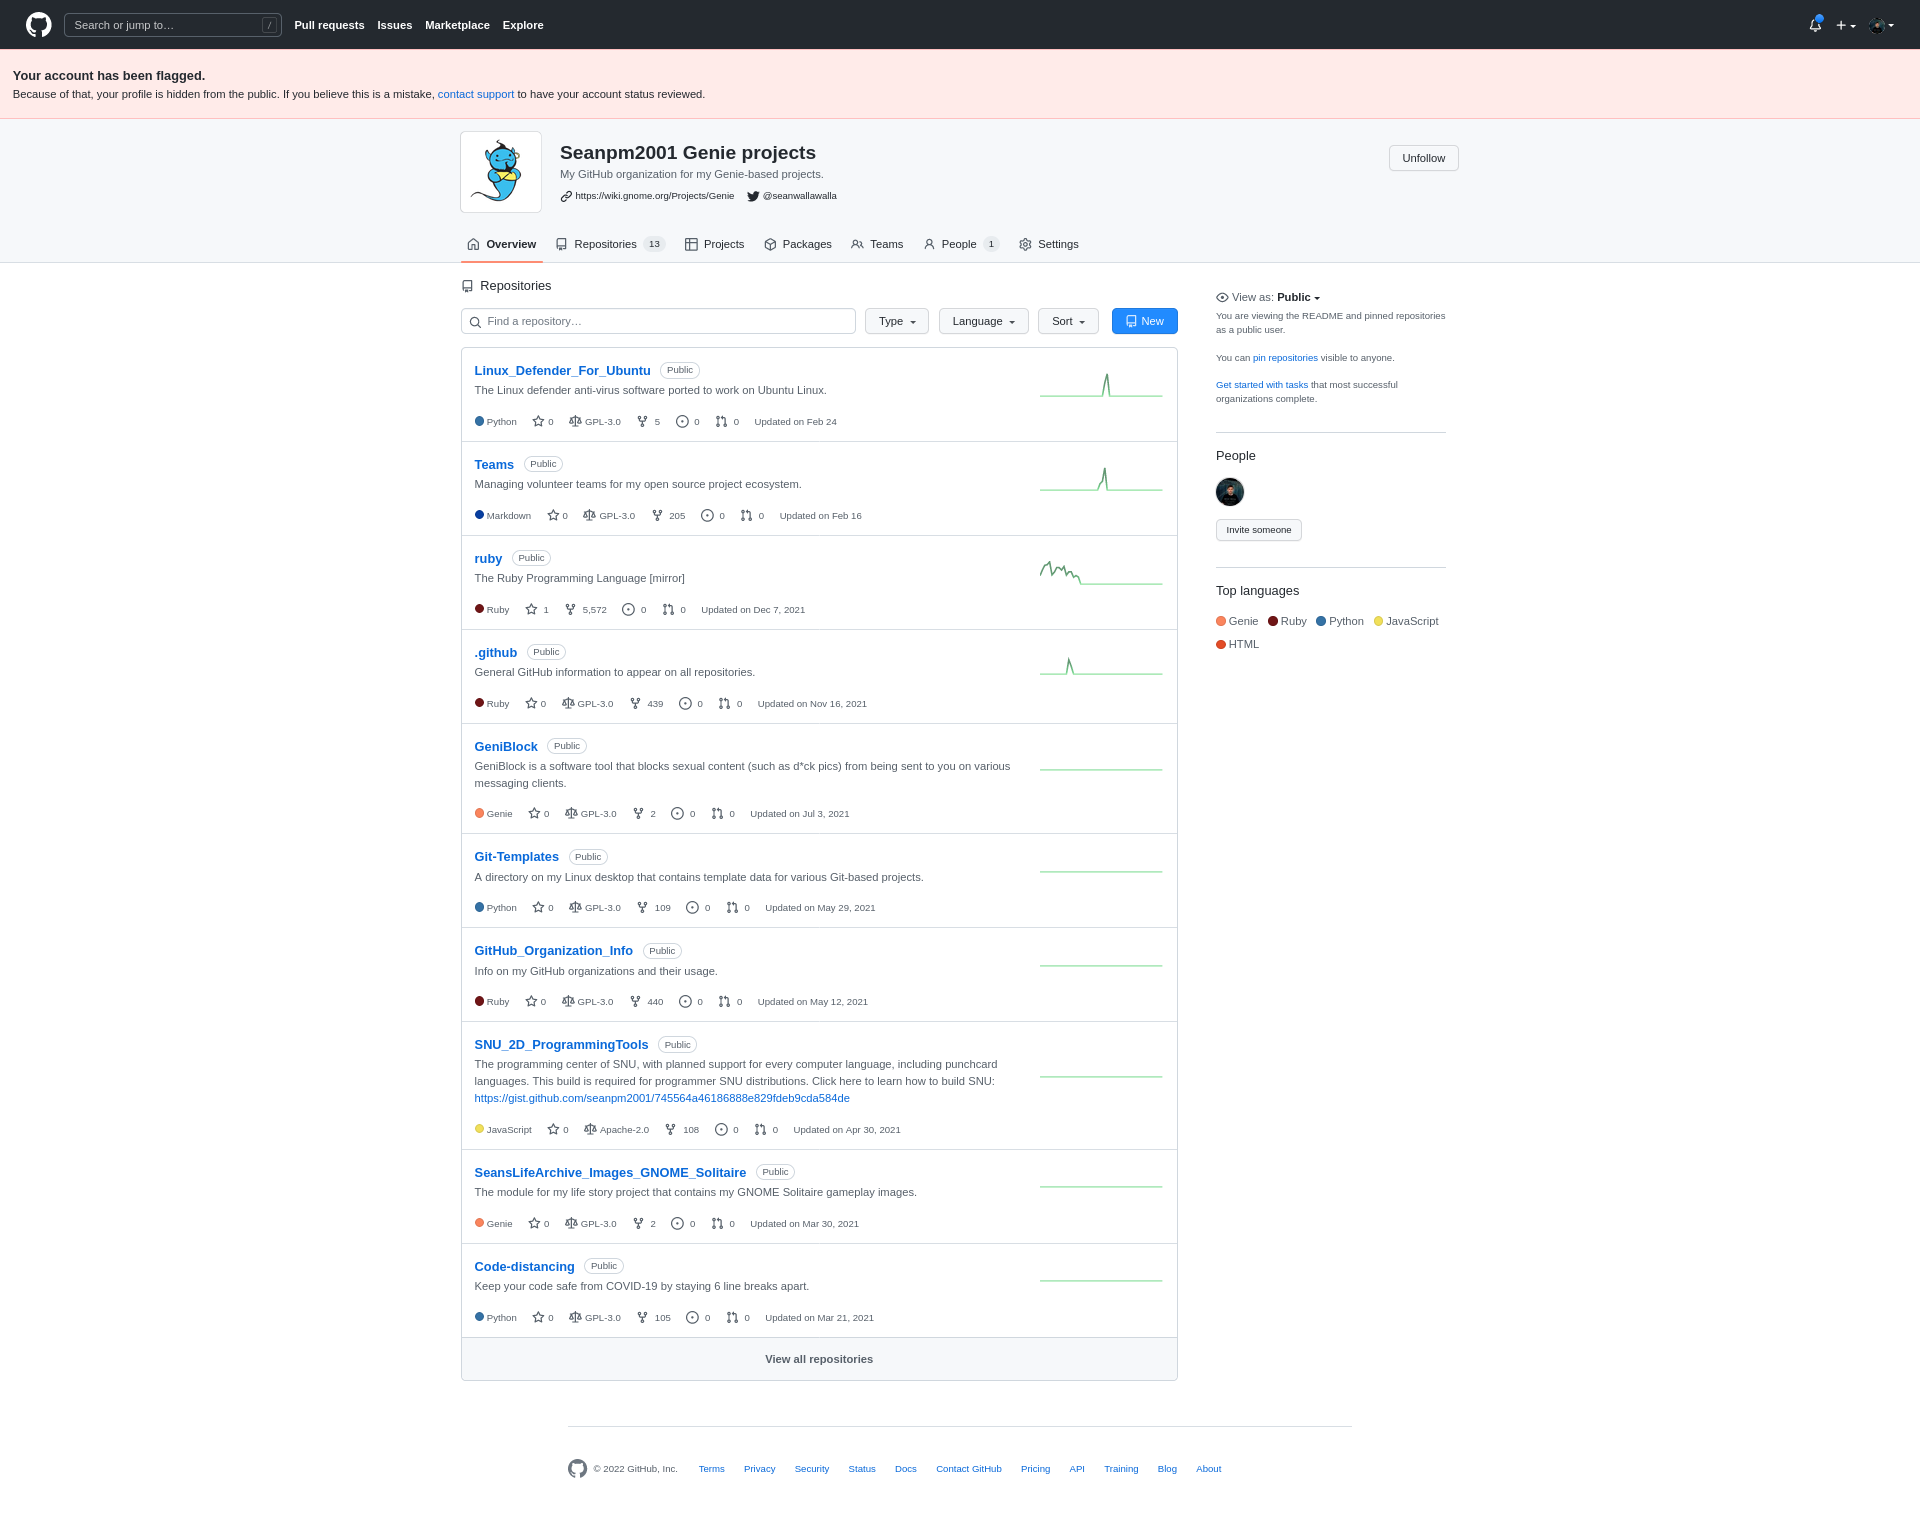 Search or jump to…
/
Pull requests Issues Marketplace Explore
Your account has been flagged.
Because of that, your profile is hidden from the public. If you believe this is a mistake, contact support to have your account status reviewed.
Seanpm2001 Genie projects
My GitHub organization for my Genie-based projects.
https://wiki.gnome.org/Projects/Genie @seanwallawalla
Unfollow
Overview Repositories 13 Projects Packages Teams People 1 Settings
Repositories
Find a repository…
Type Language Sort New
Linux_Defender_For_Ubuntu Public
The Linux defender anti-virus software ported to work on Ubuntu Linux.
Python 0 GPL-3.0 5 0 0 Updated on Feb 24
Teams Public
Managing volunteer teams for my open source project ecosystem.
Markdown 0 GPL-3.0 205 0 0 Updated on Feb 16
ruby Public
The Ruby Programming Language [mirror]
Ruby 1 5,572 0 0 Updated on Dec 7, 2021
.github Public
General GitHub information to appear on all repositories.
Ruby 0 GPL-3.0 439 0 0 Updated on Nov 16, 2021
GeniBlock Public
GeniBlock is a software tool that blocks sexual content (such as d*ck pics) from being sent to you on various
messaging clients.
Genie 0 GPL-3.0 2 0 0 Updated on Jul 3, 2021
Git-Templates Public
A directory on my Linux desktop that contains template data for various Git-based projects.
Python 0 GPL-3.0 109 0 0 Updated on May 29, 2021
GitHub_Organization_Info Public
Info on my GitHub organizations and their usage.
Ruby 0 GPL-3.0 440 0 0 Updated on May 12, 2021
SNU_2D_ProgrammingTools Public
The programming center of SNU, with planned support for every computer language, including punchcard
languages. This build is required for programmer SNU distributions. Click here to learn how to build SNU:
https://gist.github.com/seanpm2001/745564a46186888e829fdeb9cda584de
JavaScript 0 Apache-2.0 108 0 0 Updated on Apr 30, 2021
SeansLifeArchive_Images_GNOME_Solitaire Public
The module for my life story project that contains my GNOME Solitaire gameplay images.
Genie 0 GPL-3.0 2 0 0 Updated on Mar 30, 2021
Code-distancing Public
Keep your code safe from COVID-19 by staying 6 line breaks apart.
Python 0 GPL-3.0 105 0 0 Updated on Mar 21, 2021
View all repositories
View as: Public
You are viewing the README and pinned repositories
as a public user.
You can pin repositories visible to anyone.
Get started with tasks that most successful
organizations complete.
People
Invite someone
Top languages
Genie Ruby Python JavaScript
HTML
© 2022 GitHub, Inc. Terms Privacy Security Status Docs Contact GitHub Pricing API Training Blog About